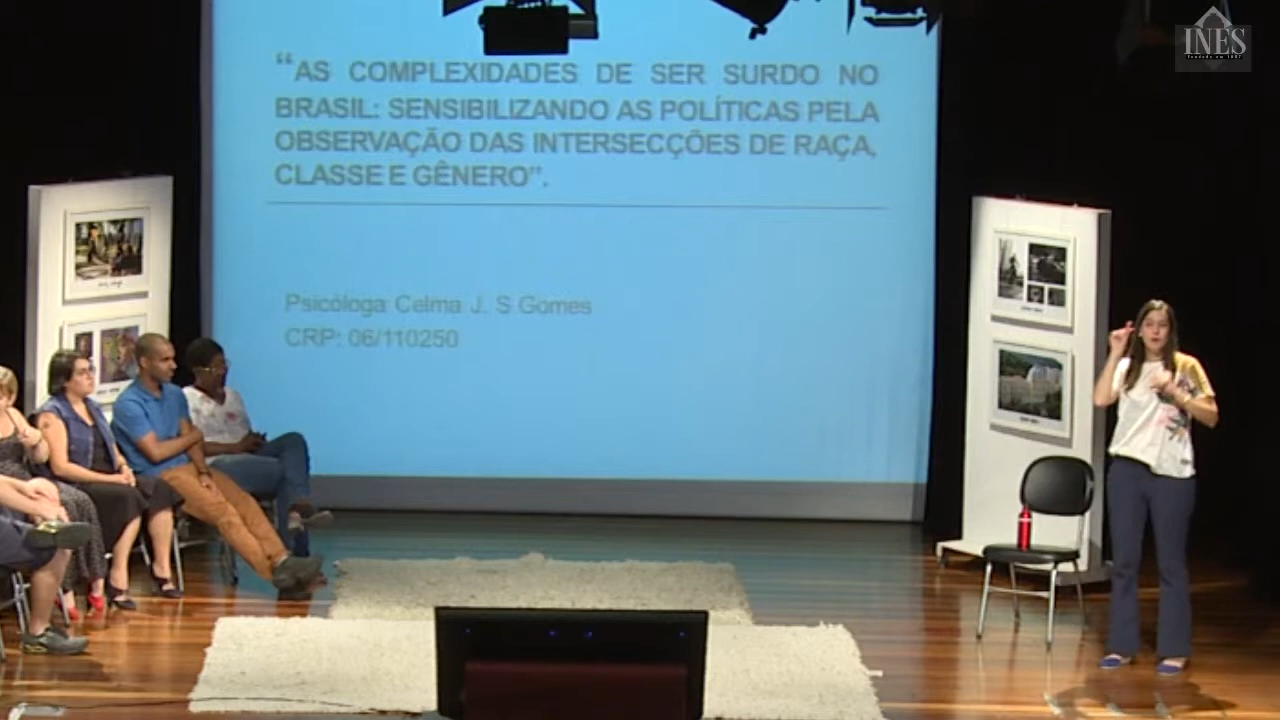 “AS COMPLEXIDADES DE SER SURDO NO
BRASIL: SENSIBILIZANDO AS POLÍTICAS PELA
OBSERVAÇÃO DAS INTERSECÇÕES DE RAÇA,
CLASSE E GÊNERO”.
Psicóloga Celma J. S Gomes
CRP: 06/110250
INES